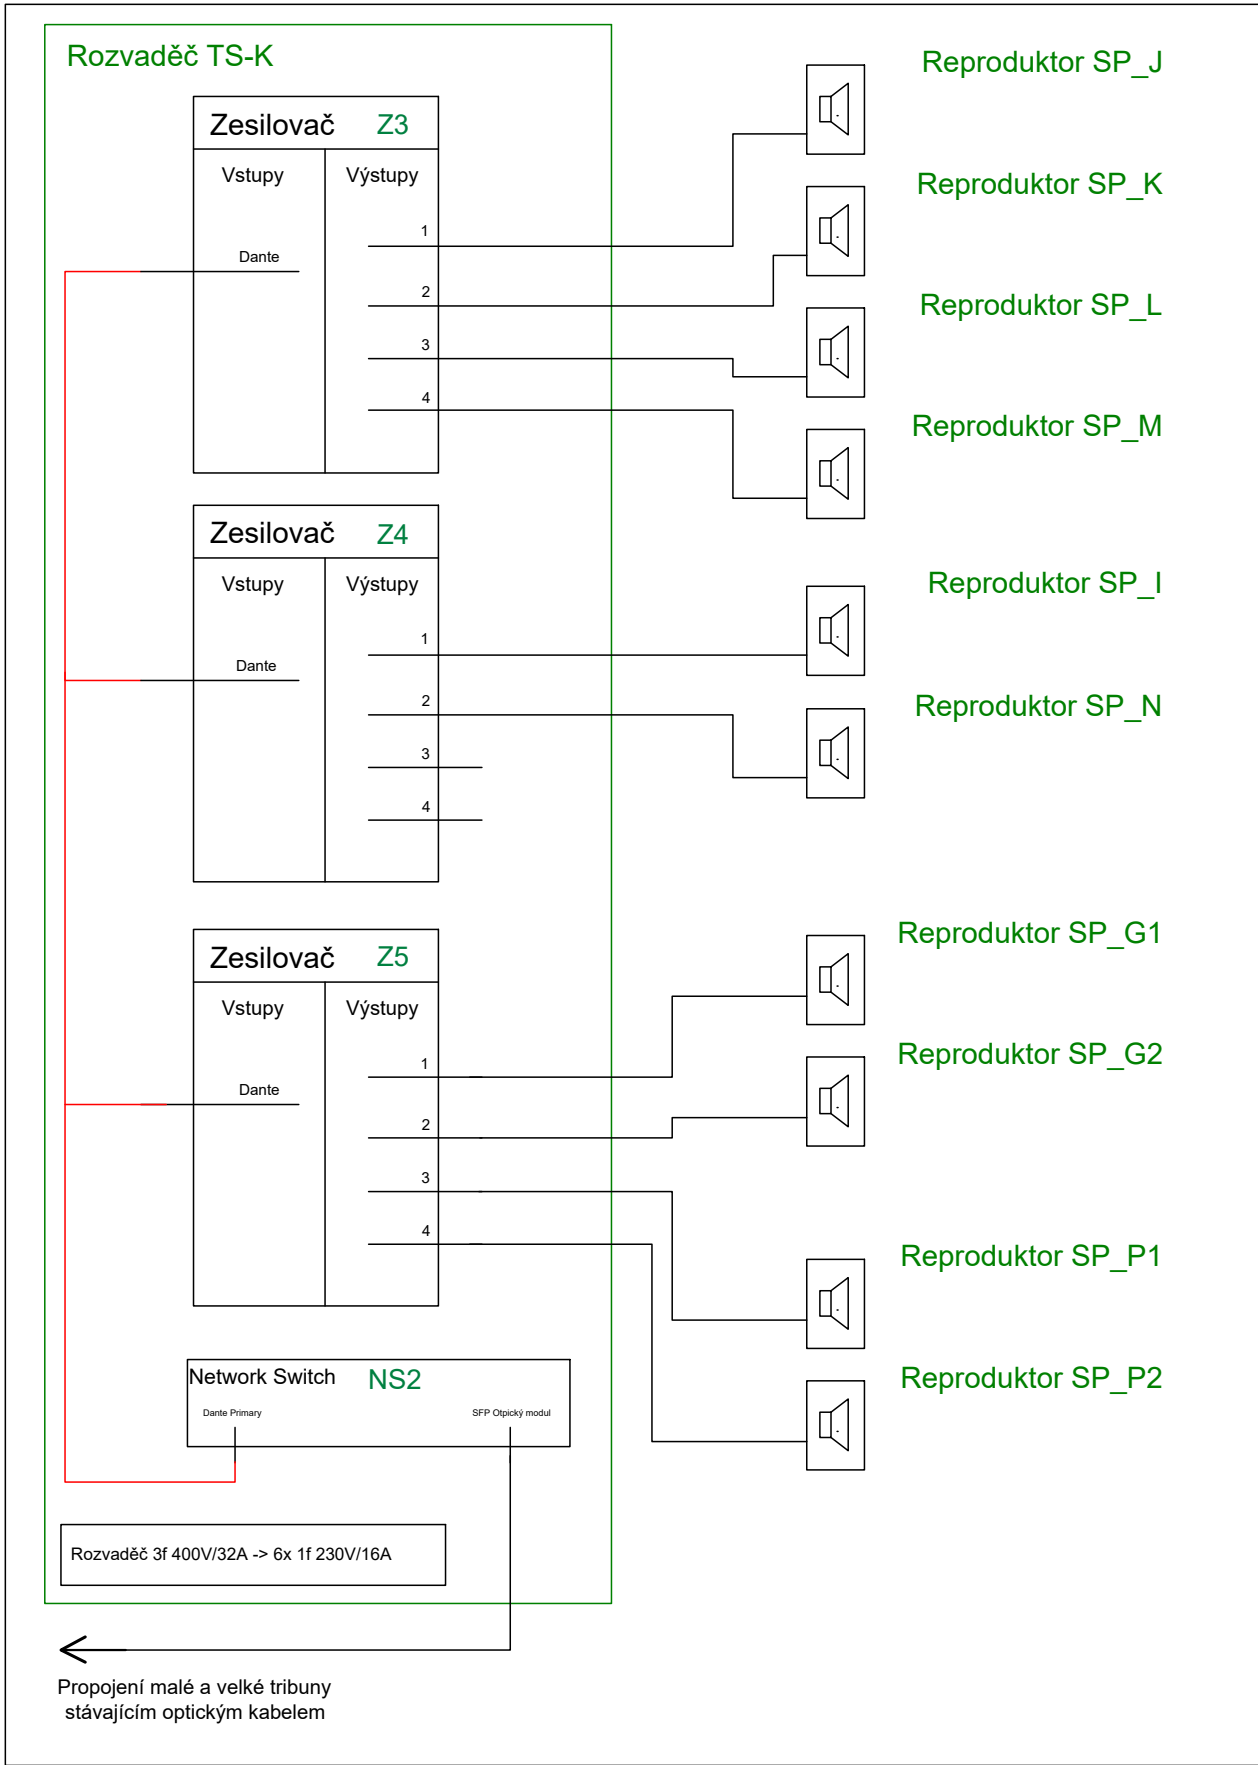 Rozvaděč TS-K
Reproduktor SP_J
Zesilovač Z3
Vstupy
Výstupy
Reproduktor SP_K
1
Dante
2
Reproduktor SP_L
3
4
Reproduktor SP_M
Zesilovač Z4
Vstupy
Výstupy
Reproduktor SP_I
1
Dante
2
Reproduktor SP_N
3
4
Zesilovač Z5
Reproduktor SP_G1
Vstupy
Výstupy
Reproduktor SP_G2
1
Dante
2
3
4
Reproduktor SP_P1
Network Switch NS2
Reproduktor SP_P2
Dante Primary
SFP Otpický modul
Rozvaděč 3f 400V/32A -> 6x 1f 230V/16A
Propojení malé a velké tribuny
stávajícím optickým kabelem